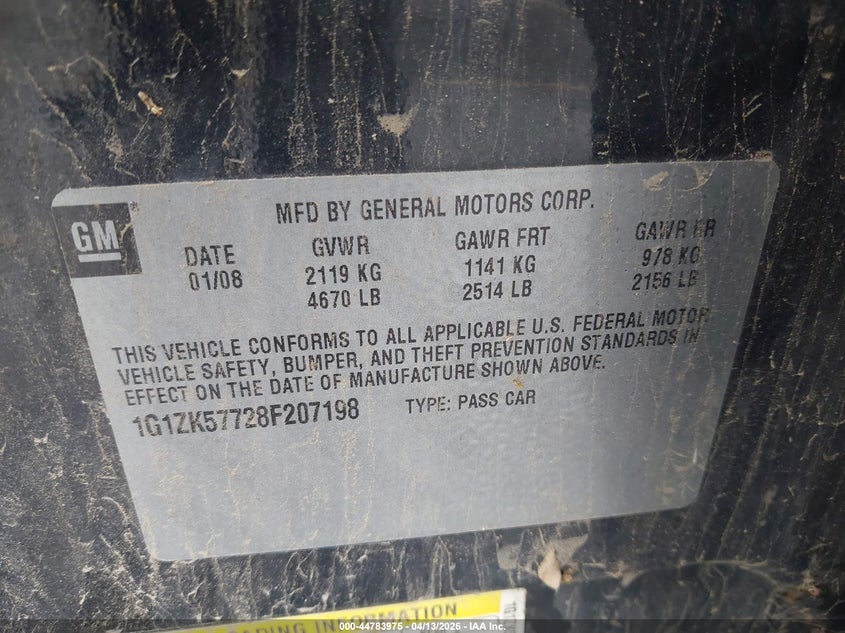 MFD BY GENERAL MOTORS CORP.
GM
DATE GVWR GAWR FRT GAWR RR
01/08 2119 KG 1141 KG 978 KG
4670 LB 2514 LB 2156 LB
THIS VEHICLE CONFORMS TO ALL APPLICABLE U.S. FEDERAL MOTOR
VEHICLE SAFETY, BUMPER, AND THEFT PREVENTION STANDARDS IN
EFFECT ON THE DATE OF MANUFACTURE SHOWN ABOVE.
1G1ZK57728F207198 TYPE: PASS CAR
LOADING INFORMATION
000-44783975 - 04/13/2026 - IAA Inc.